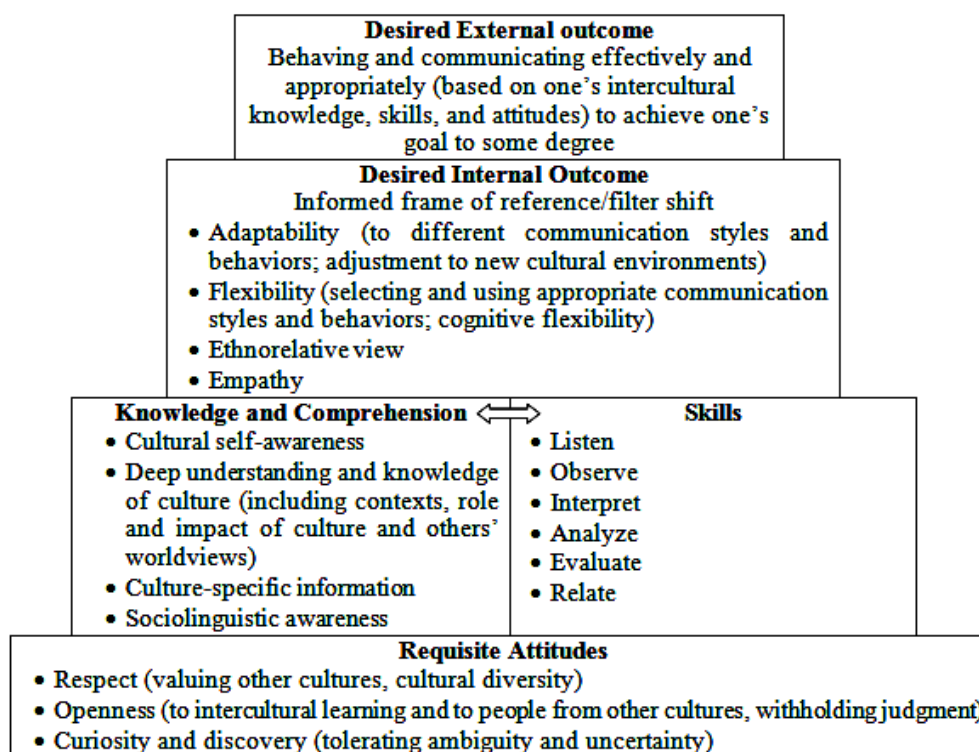 Desired External outcome
Behaving and communicating effectively and
appropriately (based on one's intercultural
knowledge, skills, and attitudes) to achieve one's
goal to some degree
Desired Internal Outcome
Informed frame of reference/filter shift
• Adaptability (to different communication styles and
behaviors; adjustment to new cultural environments)
• Flexibility (selecting and using appropriate communication
styles and behaviors; cognitive flexibility)
• Ethnorelative view
• Empathy
Knowledge and Comprehension
• Cultural self-awareness
• Deep understanding and knowledge
of culture (including contexts, role
and impact of culture and others'
worldviews)
• Culture-specific information
• Sociolinguistic awareness
Skills
• Listen
• Observe
• Interpret
• Analyze
• Evaluate
• Relate
Requisite Attitudes
• Respect (valuing other cultures, cultural diversity)
• Openness (to intercultural learning and to people from other cultures, withholding judgment)
• Curiosity and discovery (tolerating ambiguity and uncertainty)